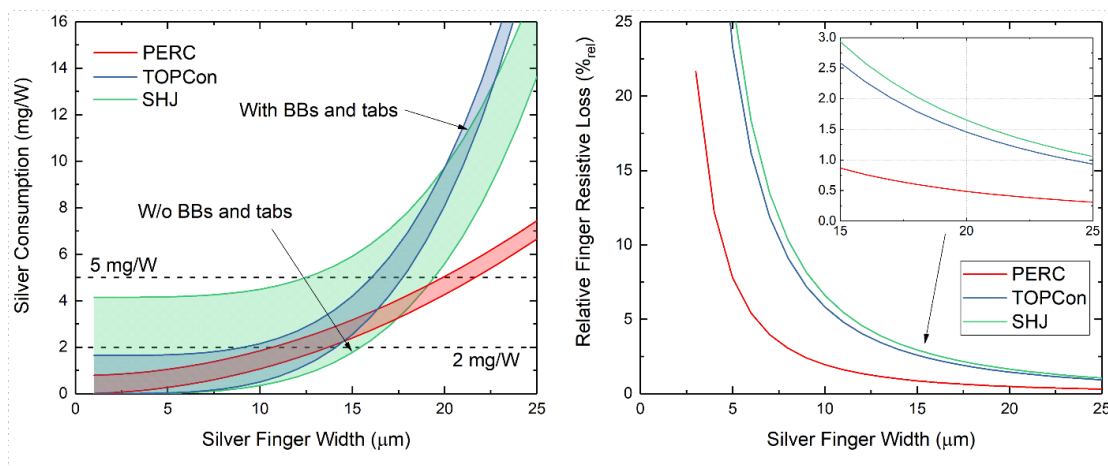 16
14
12
10
8
6
4
2
0
Silver Consumption (mg/W)
PERC
TOPCon
SHJ
With BBs and tabs
W/o BBs and tabs
5 mg/W
2 mg/W
0 5 10 15 20 25
Silver Finger Width (μm)
25
20
15
10
5
0
Relative Finger Resistive Loss (%rel)
3.0
2.5
2.0
1.5
1.0
0.5
0.0
15 20 25
PERC
TOPCon
SHJ
0 5 10 15 20 25
Silver Finger Width (μm)